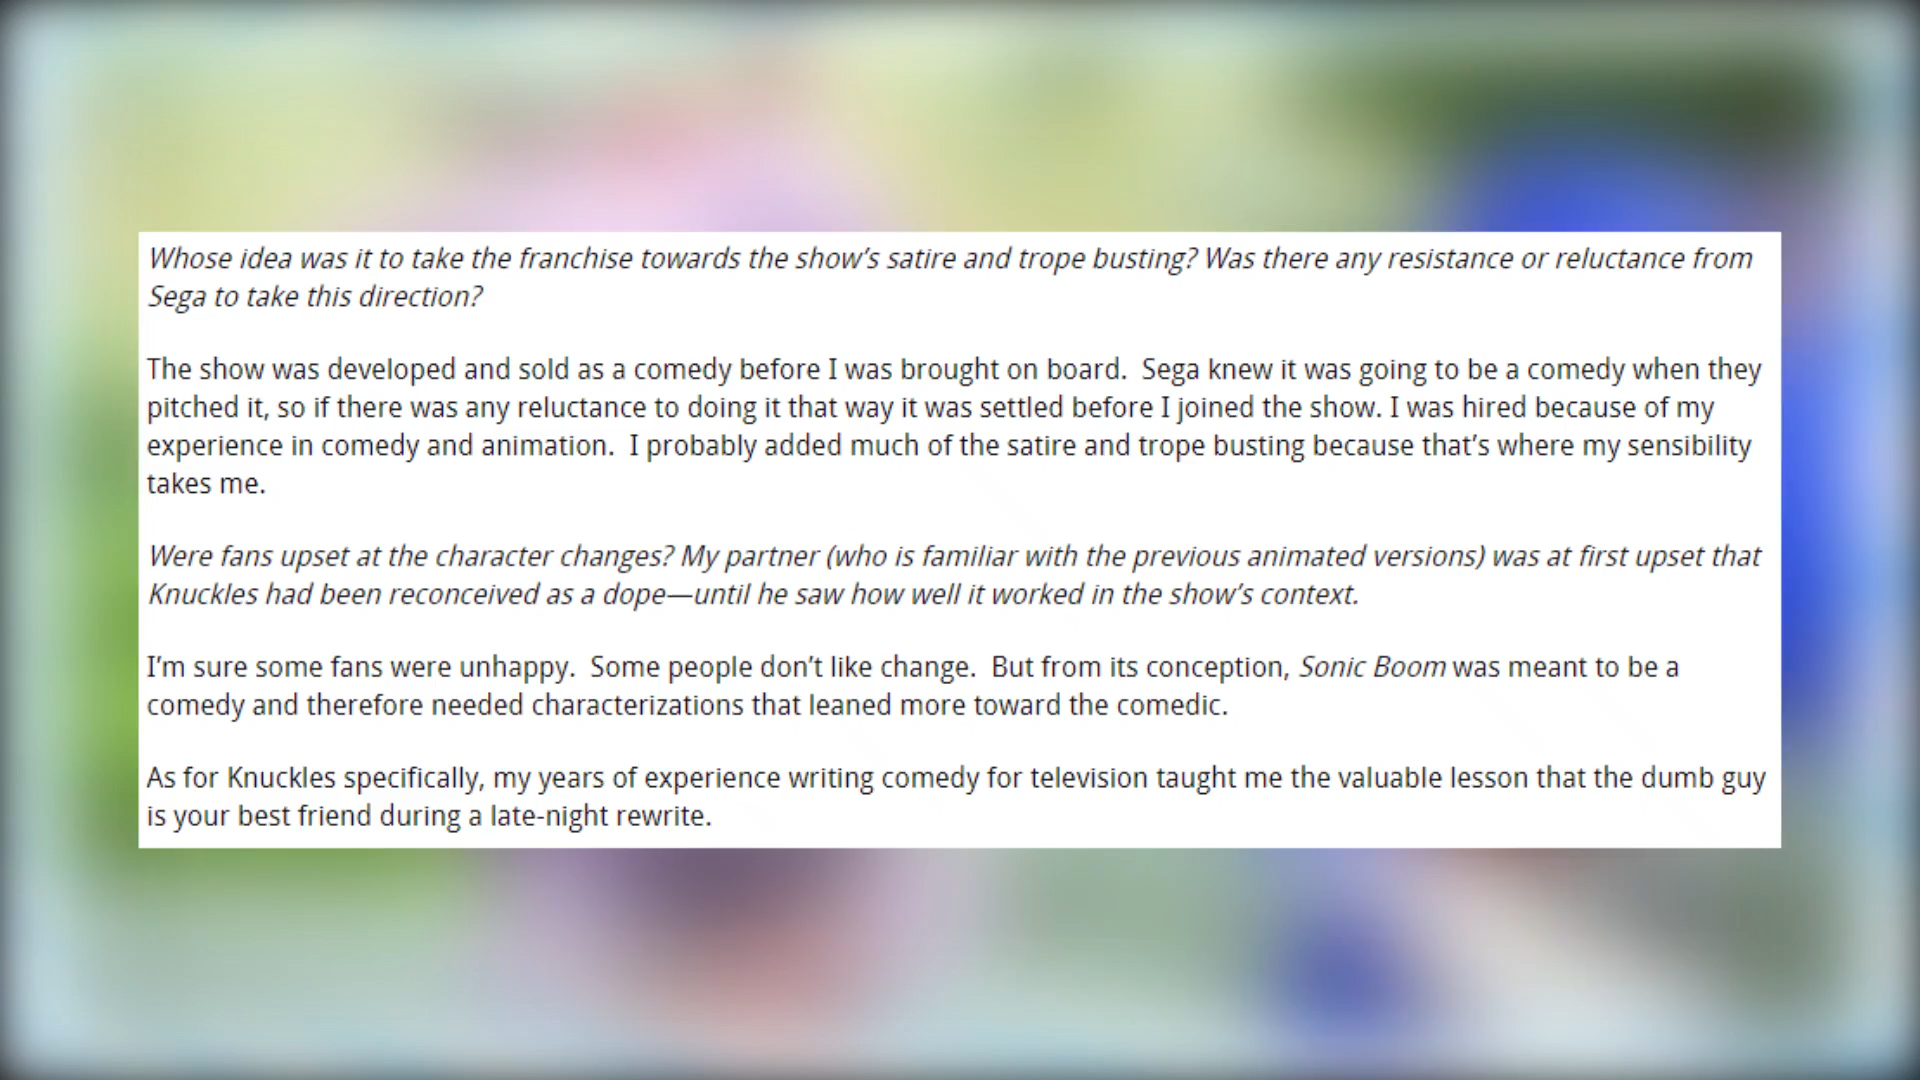 Whose idea was it to take the franchise towards the show’s satire and trope busting? Was there any resistance or reluctance from
Sega to take this direction?
The show was developed and sold as a comedy before I was brought on board.  Sega knew it was going to be a comedy when they
pitched it, so if there was any reluctance to doing it that way it was settled before I joined the show. I was hired because of my
experience in comedy and animation.  I probably added much of the satire and trope busting because that’s where my sensibility
takes me.
Were fans upset at the character changes? My partner (who is familiar with the previous animated versions) was at first upset that
Knuckles had been reconceived as a dope—until he saw how well it worked in the show’s context.
I’m sure some fans were unhappy.  Some people don’t like change.  But from its conception, Sonic Boom was meant to be a
comedy and therefore needed characterizations that leaned more toward the comedic.
As for Knuckles specifically, my years of experience writing comedy for television taught me the valuable lesson that the dumb guy
is your best friend during a late-night rewrite.